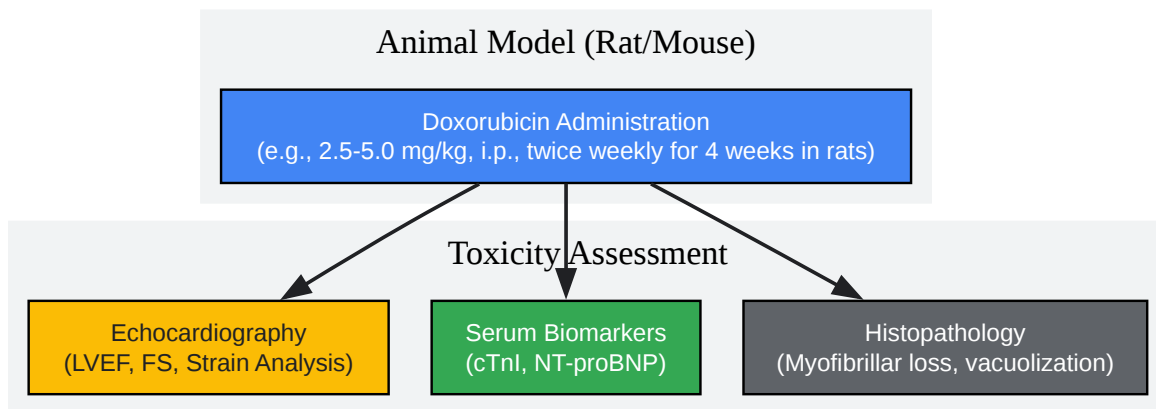 Animal Model (Rat/Mouse)
Doxorubicin Administration
(e.g., 2.5-5.0 mg/kg, i.p., twice weekly for 4 weeks in rats)
Toxicity Assessment
Echocardiography
(LVEF, FS, Strain Analysis)
Serum Biomarkers
(cTnI, NT-proBNP)
Histopathology
(Myofibrillar loss, vacuolization)